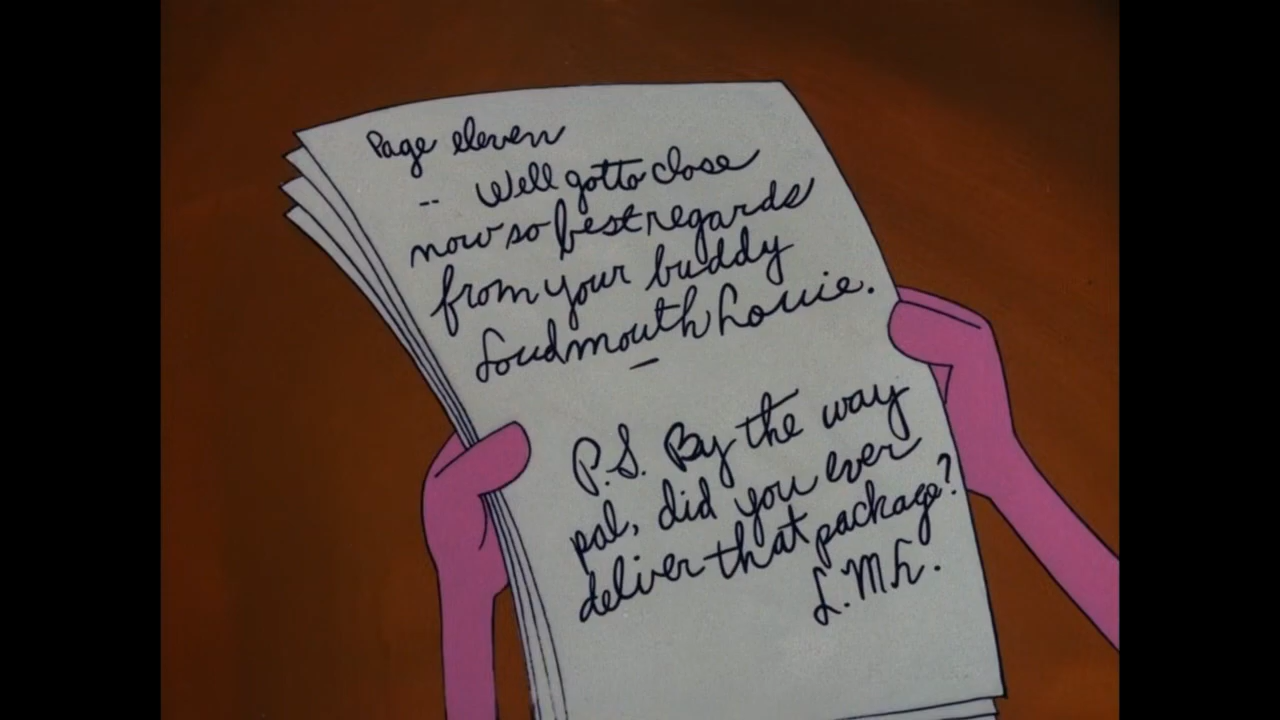 Page eleven
-- Well gotta close
now so best regards
from your buddy
Loudmouth Louie.
P.S. By the way
pal, did you ever
deliver that package?
L.M.L.